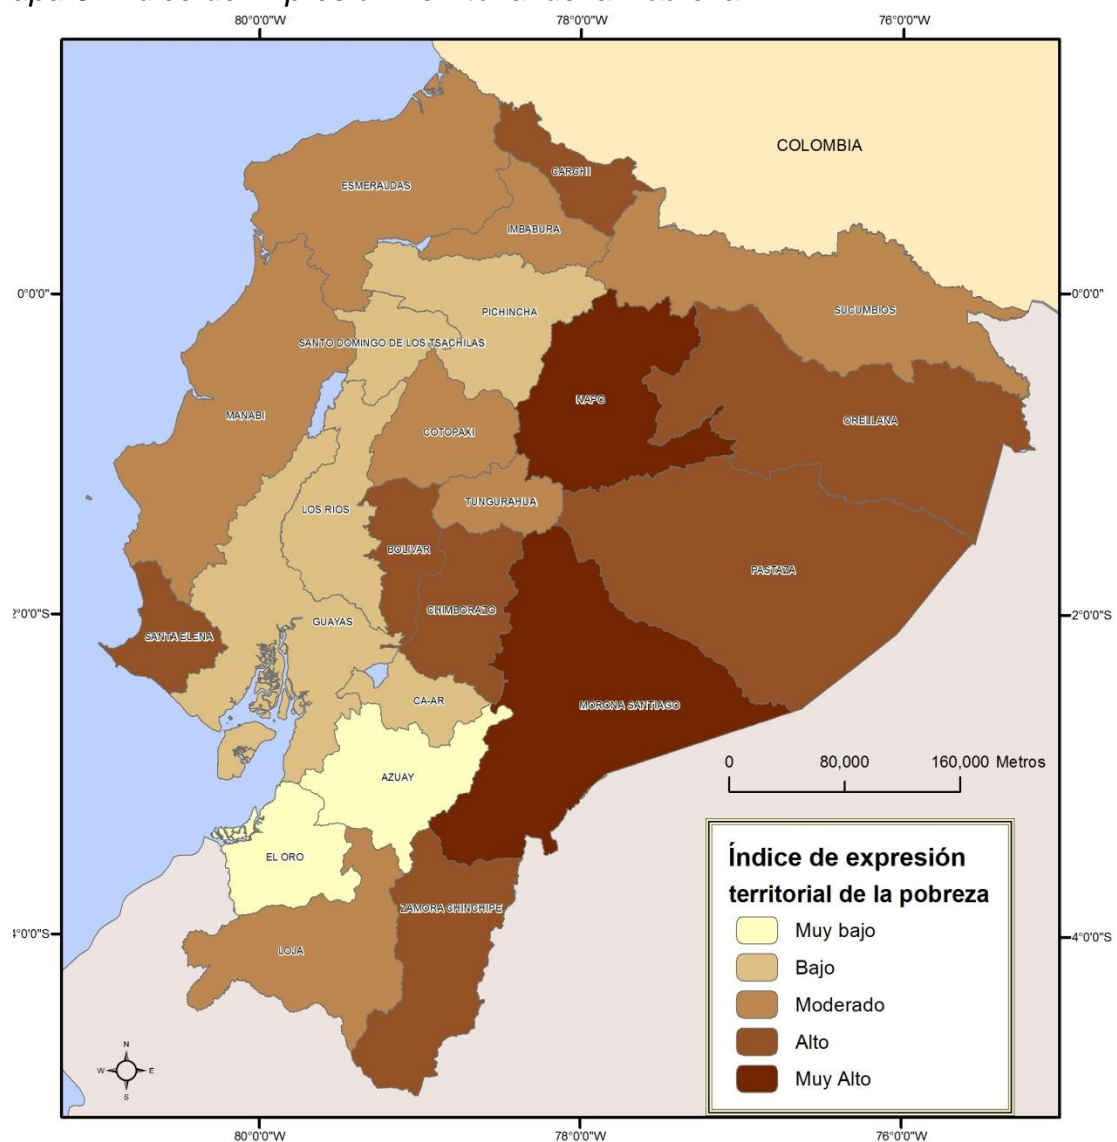 80°0'0"W 78°0'0"W 76°0'0"W
COLOMBIA
CARCHI
ESMERALDAS
IMBABURA
0°0'0" 0°0'0"
SUCUMBIOS
PICHINCHA
SANTO DOMINGO DE LOS TSACHILAS
NAPO
MANABI
ORELLANA
COTOPAXI
TUNGURAHUA
LOS RIOS
BOLIVAR
PASTAZA
CHIMBORAZO
2°0'0"S 2°0'0"S
GUAYAS
SANTA ELENA
CA-AR
MORONA SANTIAGO
0 80,000 160,000 Metros
AZUAY
EL ORO
ZAMORA CHINCHIPE
LOJA
4°0'0"S
Índice de expresión
territorial de la pobreza
Muy bajo
Bajo
Moderado
Alto
Muy Alto
N
W E
S
80°0'0"W 78°0'0"W 76°0'0"W